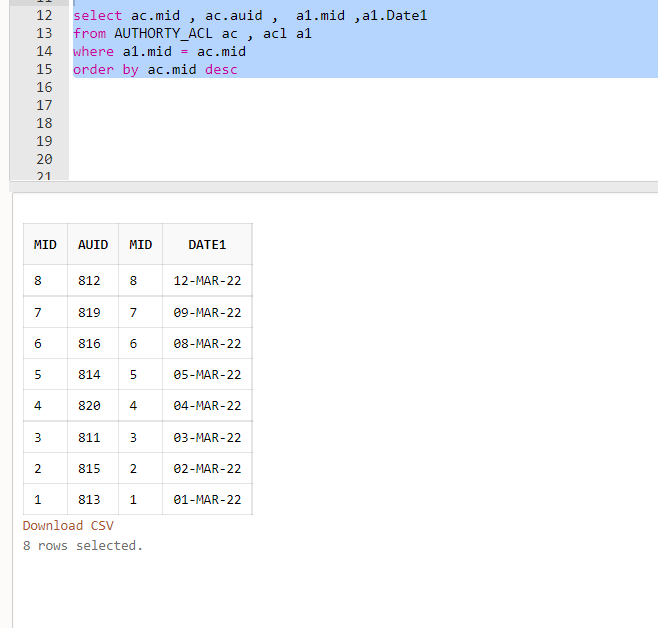 12 select ac.mid , ac.auid ,  a1.mid ,a1.Date1
13 from AUTHORTY_ACL ac , acl a1
14 where a1.mid = ac.mid
15 order by ac.mid desc
16
17
18
19
20
21
MID AUID MID DATE1
8 812 8 12-MAR-22
7 819 7 09-MAR-22
6 816 6 08-MAR-22
5 814 5 05-MAR-22
4 820 4 04-MAR-22
3 811 3 03-MAR-22
2 815 2 02-MAR-22
1 813 1 01-MAR-22
Download CSV
8 rows selected.